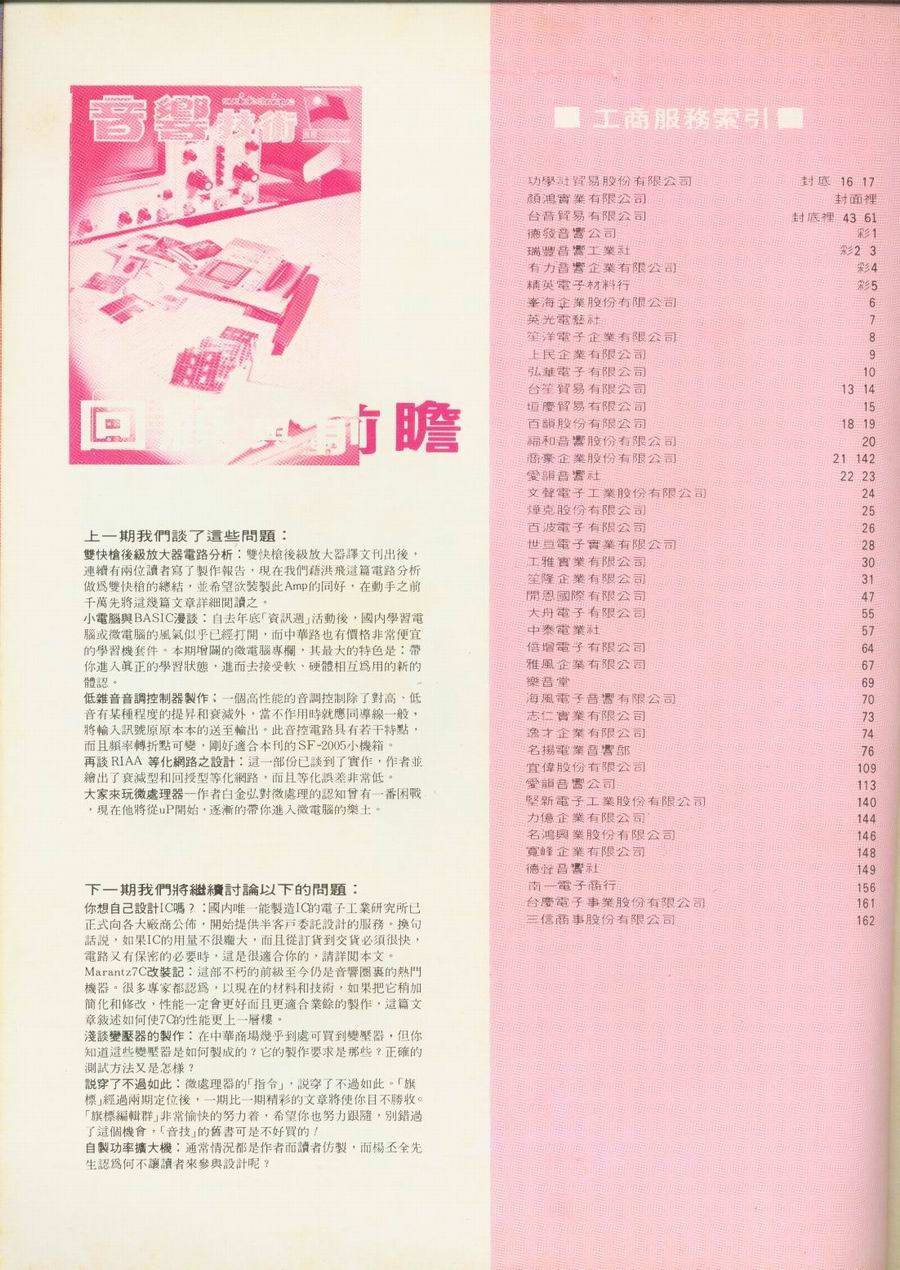 音響技術
回顧與前瞻
上一期我們談了這些問題：
雙快槍後級放大器電路分析：雙快槍後級放大器譯文刊出後，
連續有兩位讀者寫了製作報告，現在我們藉洪飛這篇電路分析
做爲雙快槍的總結，並希望欲裝製此Amp的同好，在動手之前
千萬先將這幾篇文章詳細閱讀之。
小電腦與BASIC漫談：自去年底「資訊週」活動後，國內學習電
腦或微電腦的風氣似乎已經打開，而中華路也有價格非常便宜
的學習機套件。本期增闢的微電腦專欄，其最大的特色是：帶
你進入眞正的學習狀態，進而去接受軟、硬體相互爲用的新的
體認。
低雜音音調控制器製作：一個高性能的音調控制除了對高、低
音有某種程度的提昇和衰減外，當不作用時就應同導線一般，
將輸入訊號原原本本的送至輸出。此音控電路具有若干特點，
而且頻率轉折點可變，剛好適合本刊的SF-2005小機箱。
再談RIAA 等化網路之設計：這一部份已談到了實作，作者並
繪出了衰減型和回授型等化網路，而且等化誤差非常低。
大家來玩微處理器─作者白金弘對微處理的認知曾有一番困戰
，現在他將從uP開始，逐漸的帶你進入微電腦的樂土。
下一期我們將繼續討論以下的問題：
你想自己設計IC嗎？：國內唯一能製造IC的電子工業研究所已
正式向各大廠商公佈，開始提供半客戶委託設計的服務。換句
話説，如果IC的用量不很龐大，而且從訂貨到交貨必須很快，
電路又有保密的必要時，這是很適合你的，請詳閱本文。
Marantz7C改裝記：這部不朽的前級至今仍是音響圈裏的熱門
機器。很多專家都認爲，以現在的材料和技術，如果把它稍加
簡化和修改，性能一定會更好而且更適合業餘的製作，這篇文
章敘述如何使7C的性能更上一層樓。
淺談變壓器的製作：在中華商場幾乎到處可買到變壓器，但你
知道這些變壓器是如何製成的？它的製作要求是那些？正確的
測試方法又是怎樣？
説穿了不過如此：微處理器的「指令」，説穿了不過如此。「旗
標」經過兩期定位後，一期比一期精彩的文章將使你目不勝收。
「旗標編輯群」非常愉快的努力着，希望你也努力跟隨，別錯過
了這個機會，「音技」的舊書可是不好買的！
自製功率擴大機：通常情況都是作者而讀者仿製，而楊丕全先
生認爲何不讓讀者來參與設計呢？
■ 工商服務索引 ■
功學社貿易股份有限公司 封底 16 17
顏鴻實業有限公司 封面裡
台音貿易有限公司 封底裡 43 61
德發音響公司 彩1
瑞豐音響工業社 彩2 3
有力音響企業有限公司 彩4
精英電子材料行 彩5
峯海企業股份有限公司 6
英光電藝社 7
笙洋電子企業有限公司 8
上民企業有限公司 9
弘華電子有限公司 10
台笙貿易有限公司 13 14
垣慶貿易有限公司 15
百韻股份有限公司 18 19
福和音響股份有限公司 20
商豪企業股份有限公司 21 142
愛韻音響社 22 23
文聲電子工業股份有限公司 24
煒克股份有限公司 25
百波電子有限公司 26
世亘電子實業有限公司 28
工雅實業有限公司 30
笙隆企業有限公司 31
開恩國際有限公司 47
大舟電子有限公司 55
中泰電業社 57
倍增電子有限公司 64
雅風企業有限公司 67
樂音堂 69
海風電子音響有限公司 70
志仁實業有限公司 73
逸才企業有限公司 74
名揚電業音響部 76
宜偉股份有限公司 109
愛韻音響公司 113
堅新電子工業股份有限公司 140
力億企業有限公司 144
名鴻興業股份有限公司 146
寬峰企業有限公司 148
德聲音響社 149
南一電子商行 156
台慶電子事業股份有限公司 161
三信商事股份有限公司 162